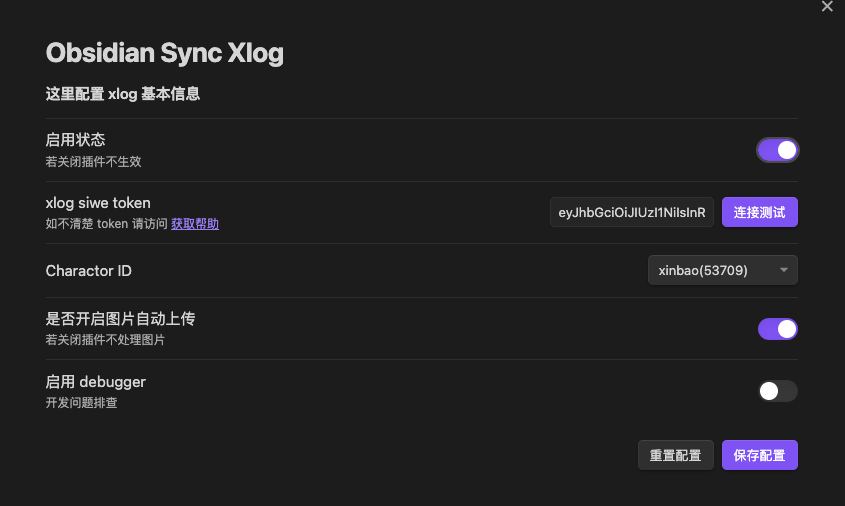 Obsidian Sync Xlog
这里配置 xlog 基本信息
启用状态
若关闭插件不生效
xlog siwe token
如不清楚 token 请访问 获取帮助
eyJhbGciOiJIUzI1NiIsInR
连接测试
Charactor ID
xinbao(53709)
是否开启图片自动上传
若关闭插件不处理图片
启用 debugger
开发问题排查
重置配置
保存配置